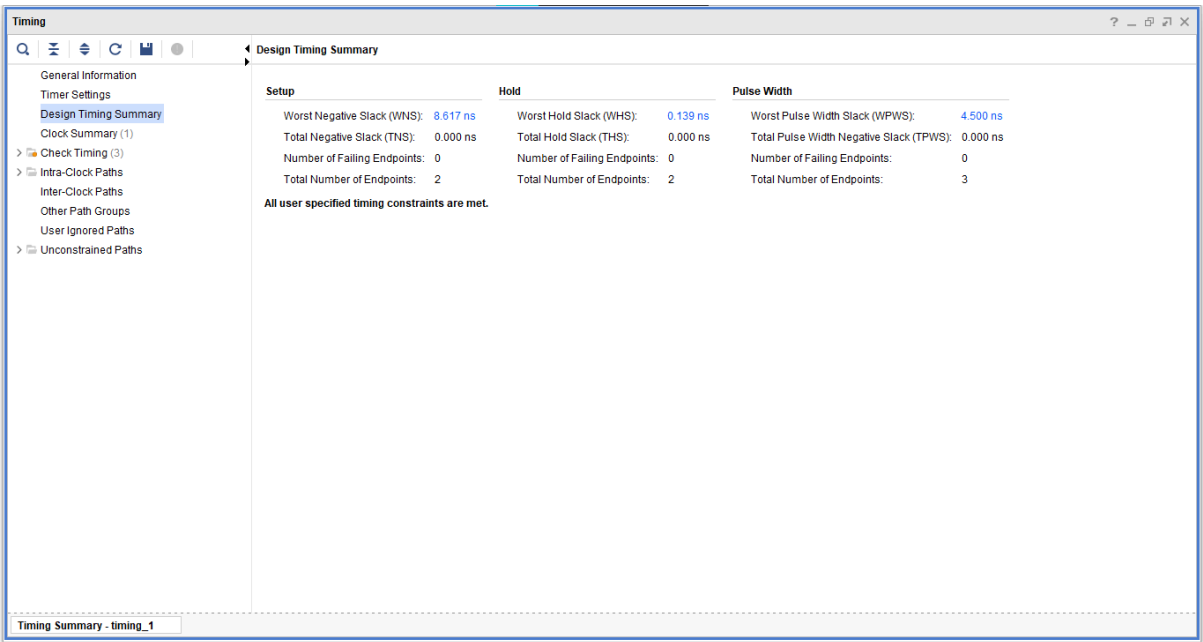 Timing
Design Timing Summary
General Information
Timer Settings
Design Timing Summary
Clock Summary (1)
Check Timing (3)
Intra-Clock Paths
Inter-Clock Paths
Other Path Groups
User Ignored Paths
Unconstrained Paths
Setup Hold Pulse Width
Worst Negative Slack (WNS): 8.617 ns Worst Hold Slack (WHS): 0.139 ns Worst Pulse Width Slack (WPWS): 4.500 ns
Total Negative Slack (TNS): 0.000 ns Total Hold Slack (THS): 0.000 ns Total Pulse Width Negative Slack (TPWS): 0.000 ns
Number of Failing Endpoints: 0 Number of Failing Endpoints: 0 Number of Failing Endpoints: 0
Total Number of Endpoints: 2 Total Number of Endpoints: 2 Total Number of Endpoints: 3
All user specified timing constraints are met.
Timing Summary - timing_1